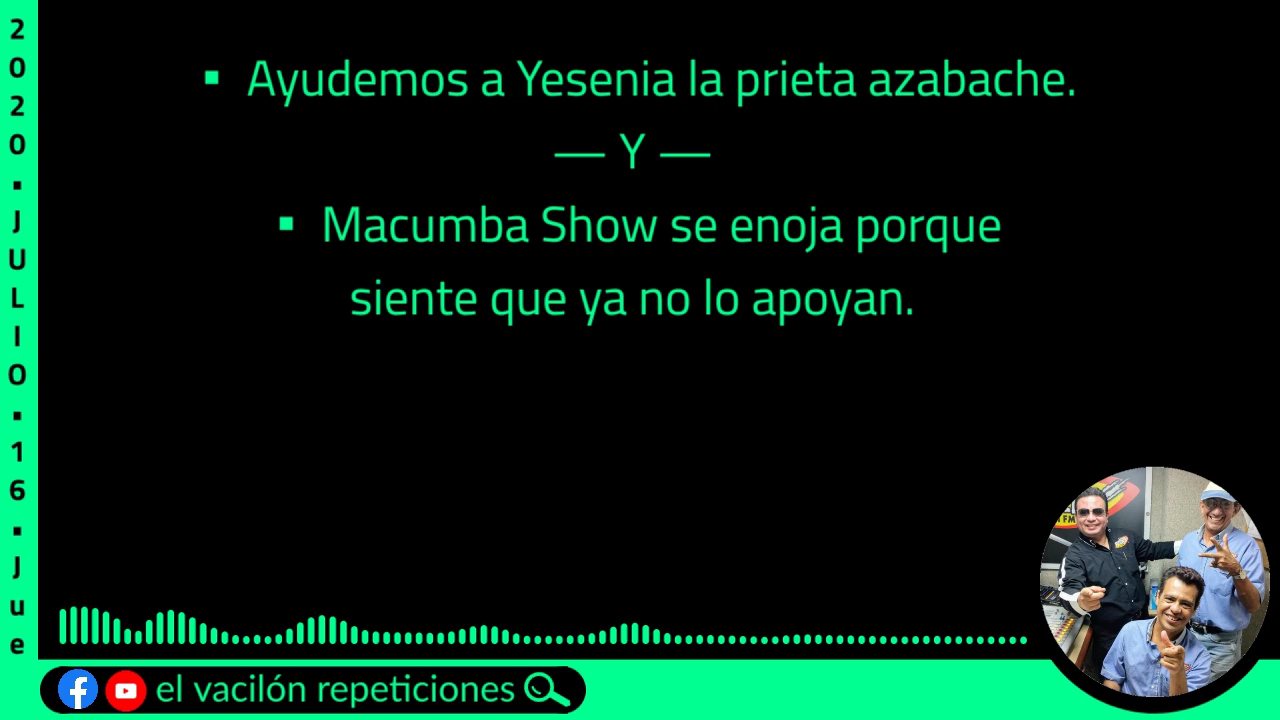 2020▪JULIO▪16▪Jue
▪ Ayudemos a Yesenia la prieta azabache.
— Y —
▪ Macumba Show se enoja porque
siente que ya no lo apoyan.
FM
el vacilón repeticiones